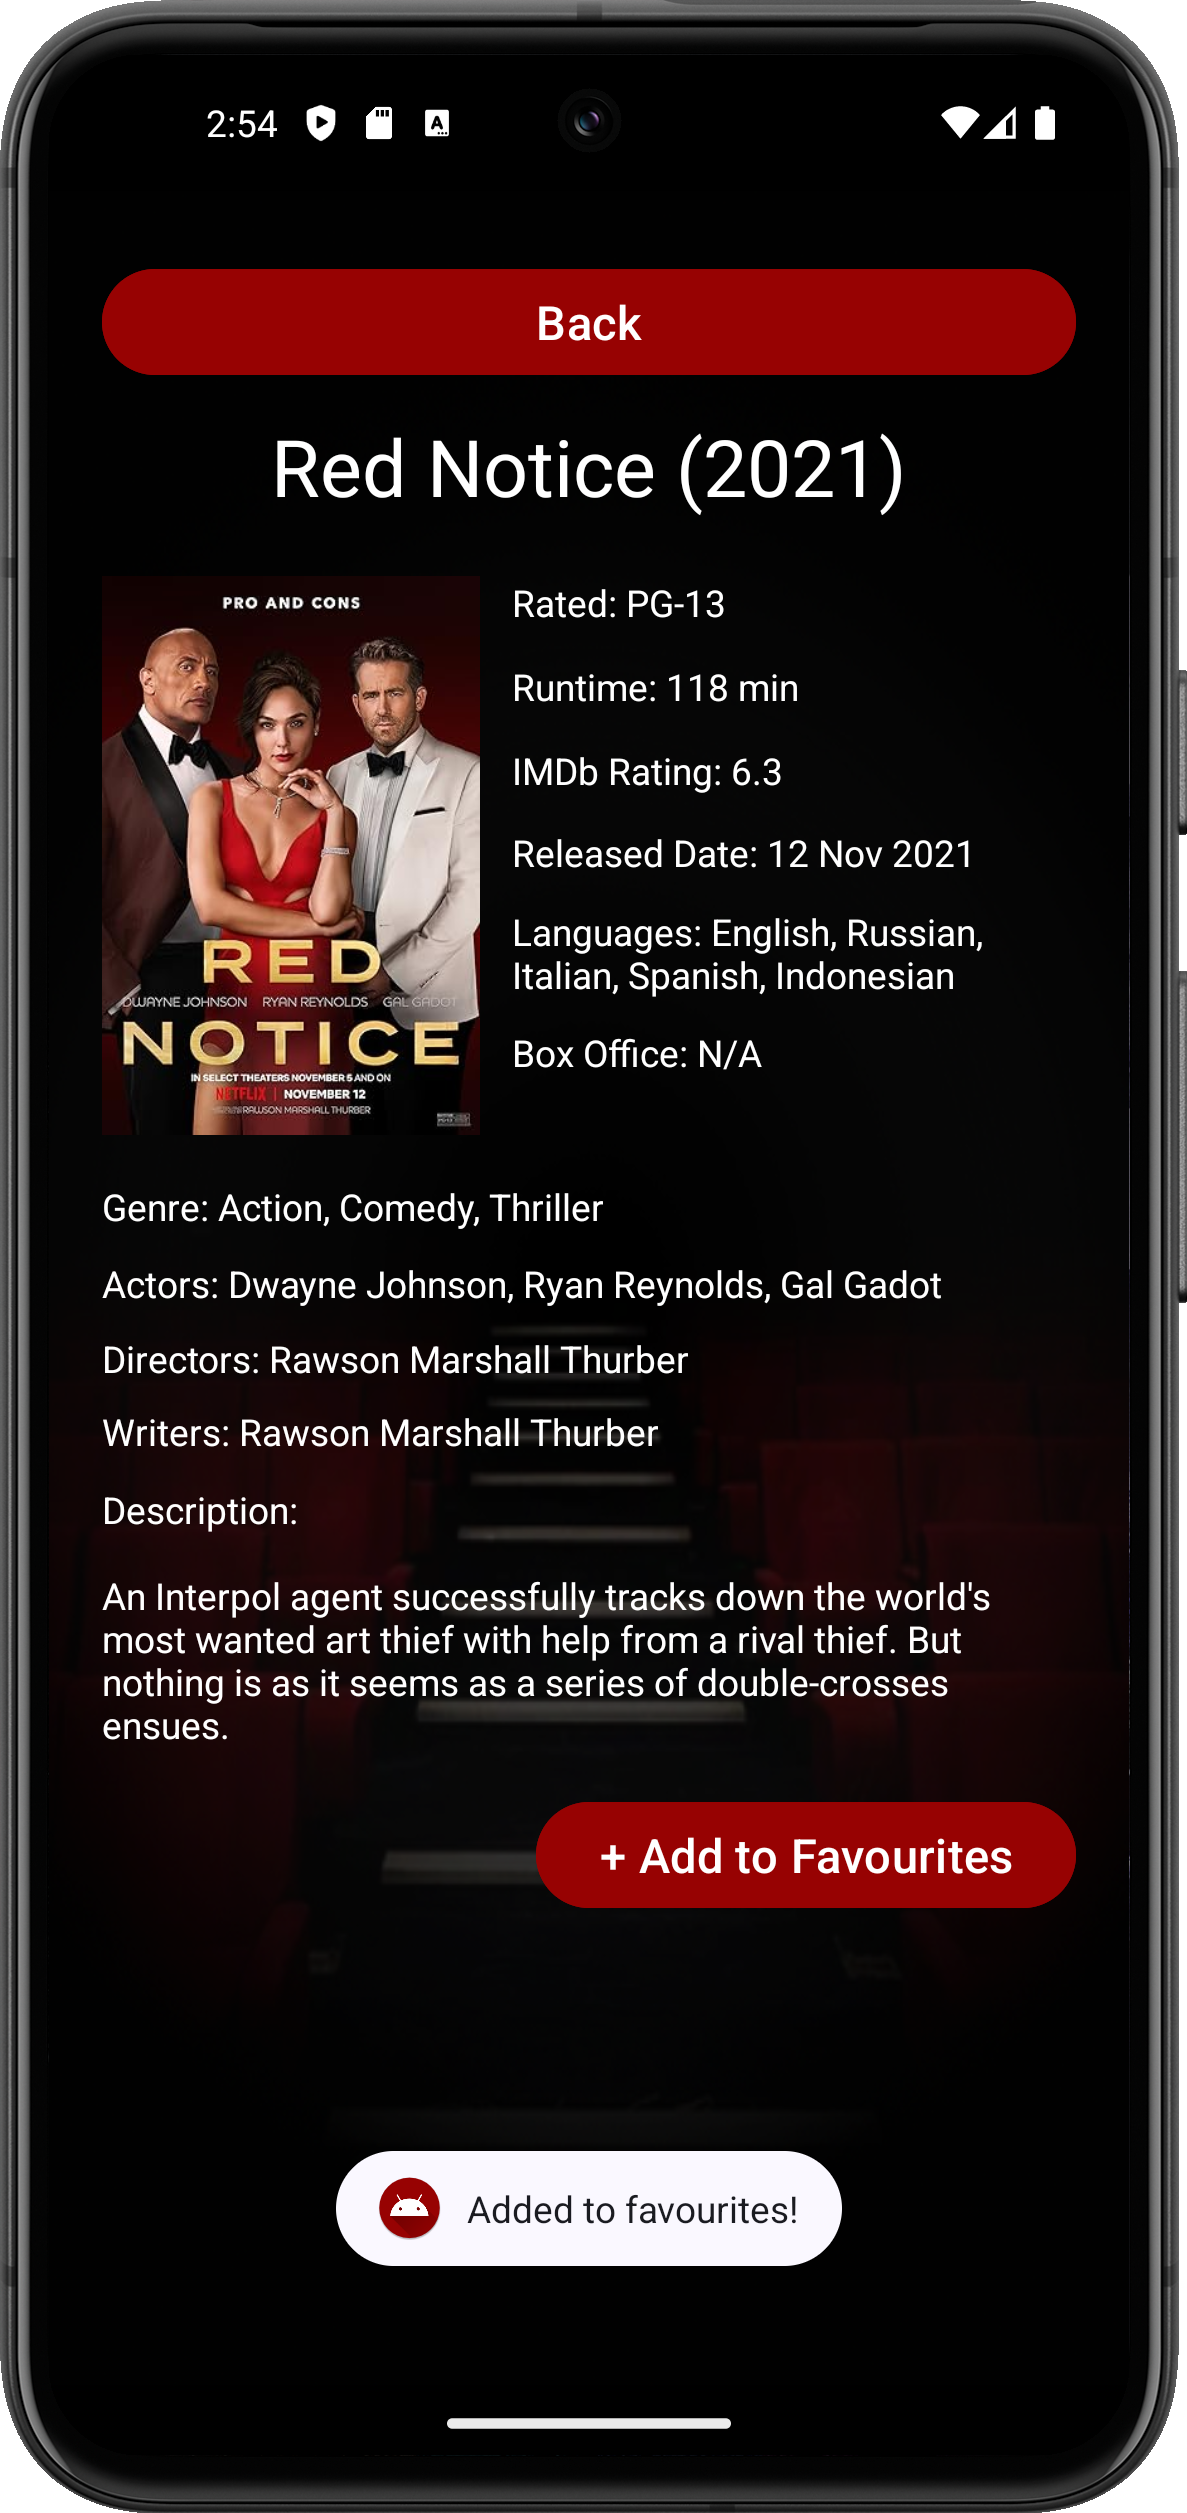 2:54
A
Back
Red Notice (2021)
PRO AND CONS
RED
DWAYNE JOHNSON RYAN REYNOLDS GAL GADOT
NOTICE
IN SELECT THEATERS NOVEMBER 5 AND ON
NETFLIX | NOVEMBER 12
RAWSON MARSHALL THURBER
Rated: PG-13
Runtime: 118 min
IMDb Rating: 6.3
Released Date: 12 Nov 2021
Languages: English, Russian,
Italian, Spanish, Indonesian
Box Office: N/A
Genre: Action, Comedy, Thriller
Actors: Dwayne Johnson, Ryan Reynolds, Gal Gadot
Directors: Rawson Marshall Thurber
Writers: Rawson Marshall Thurber
Description:
An Interpol agent successfully tracks down the world's
most wanted art thief with help from a rival thief. But
nothing is as it seems as a series of double-crosses
ensues.
+ Add to Favourites
Added to favourites!